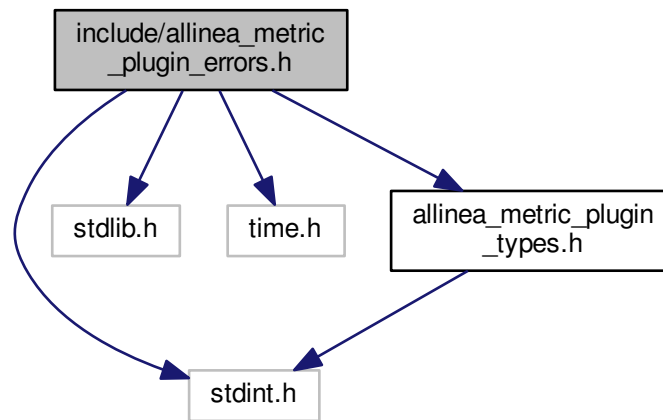 include/allinea_metric
_plugin_errors.h
stdlib.h
time.h
allinea_metric_plugin
_types.h
stdint.h